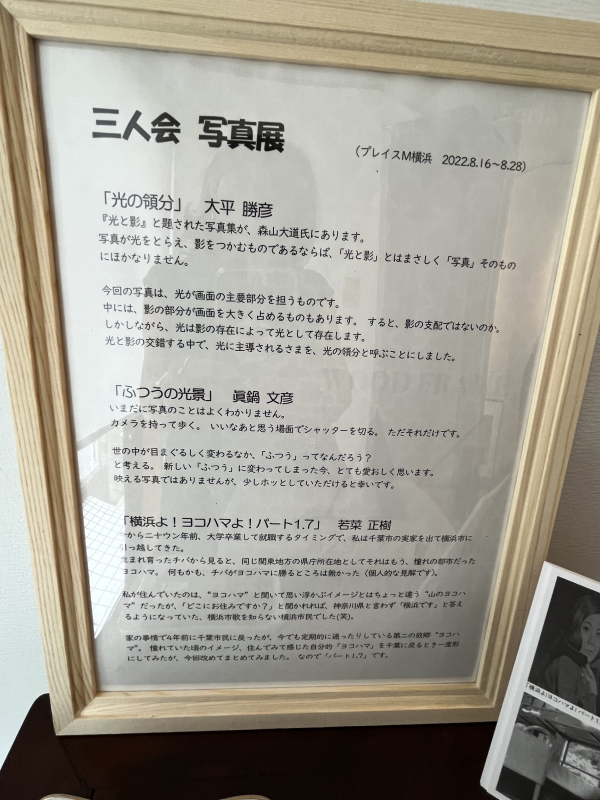 三人会 写真展
(プレイスM横浜 2022.8.16〜8.28)
「光の領分」 大平 勝彦
『光と影』と題された写真集が、森山大道氏にあります。
写真が光をとらえ、影をつかむものであるならば、「光と影」とはまさしく「写真」そのもの
にほかなりません。
今回の写真は、光が画面の主要部分を担うものです。
中には、影の部分が画面を大きく占めるものもあります。 すると、影の支配ではないのか。
しかしながら、光は影の存在によって光として存在します。
光と影の交錯する中で、光に主導されるさまを、光の領分と呼ぶことにしました。
「ふつうの光景」 眞鍋 文彦
いまだに写真のことはよくわかりません。
カメラを持って歩く。 いいなあと思う場面でシャッターを切る。 ただそれだけです。
世の中が目まぐるしく変わるなか、「ふつう」ってなんだろう?
と考える。 新しい「ふつう」に変わってしまった今、とても愛おしく思います。
映える写真ではありませんが、少しホッとしていただけると幸いです。
「横浜よ!ヨコハマよ!パート1.7」 若菜 正樹
今から二十ウン年前、大学卒業して就職するタイミングで、私は千葉市の実家を出て横浜市に
引っ越してきた。
生まれ育ったチバから見ると、同じ関東地方の県庁所在地としてそれはもう、憧れの都市だった
ヨコハマ。 何もかも、チバがヨコハマに勝るところは無かった(個人的な見解です)。
私が住んでいたのは、“ヨコハマ”と聞いて思い浮かぶイメージとはちょっと違う“山のヨコハ
マ”だったが、「どこにお住まいですか?」と聞かれれば、神奈川県と言わず「横浜です」と答え
るようになっていた、横浜市歌を知らない横浜市民でした(笑)。
家の事情で4年前に千葉市民に戻ったが、今でも定期的に通ったりしている第二の故郷“ヨコハ
マ”。 憧れていた頃のイメージ、住んでみて感じた自分的「ヨコハマ」を千葉に戻るとき一度形
にしてみたが、今回改めてまとめてみました。 なので「パート1.7」です。
「横浜よ!ヨコハマよ!パート1.